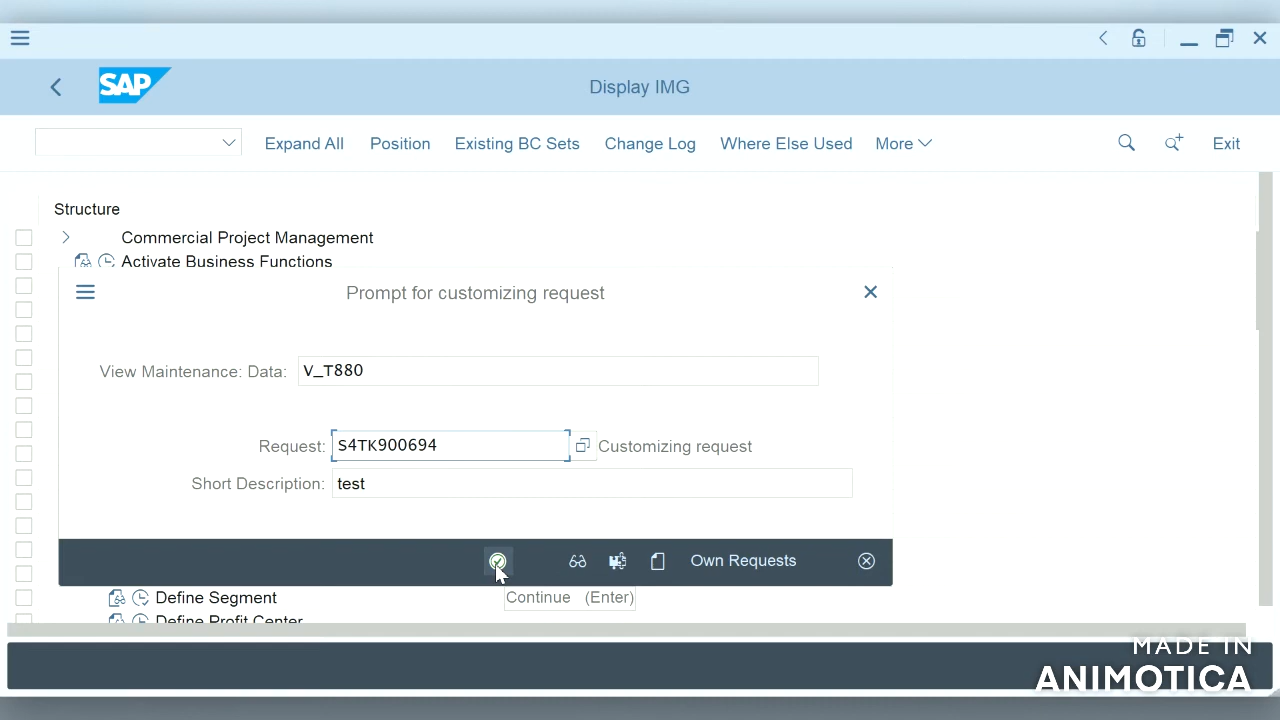 SAP
Display IMG
Expand All Position Existing BC Sets Change Log Where Else Used More Exit
Structure
Commercial Project Management
Activate Business Functions
Prompt for customizing request
View Maintenance: Data: V_T880
Request: S4TK900694 Customizing request
Short Description: test
Own Requests
Define Segment
Continue (Enter)
Define Profit Center
MADE IN
ANIMOTICA